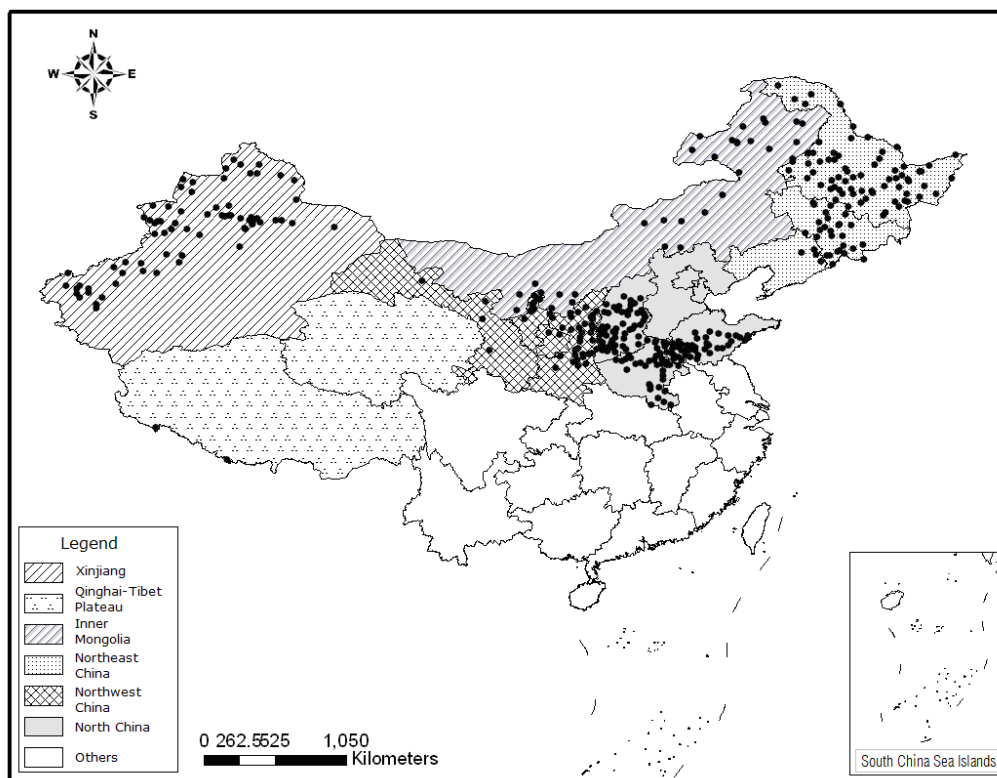 N
W E
S
Legend
Xinjiang
Qinghai-Tibet
Plateau
Inner
Mongolia
Northeast
China
Northwest
China
North China
Others
0 262.5525 1,050
Kilometers
South China Sea Islands